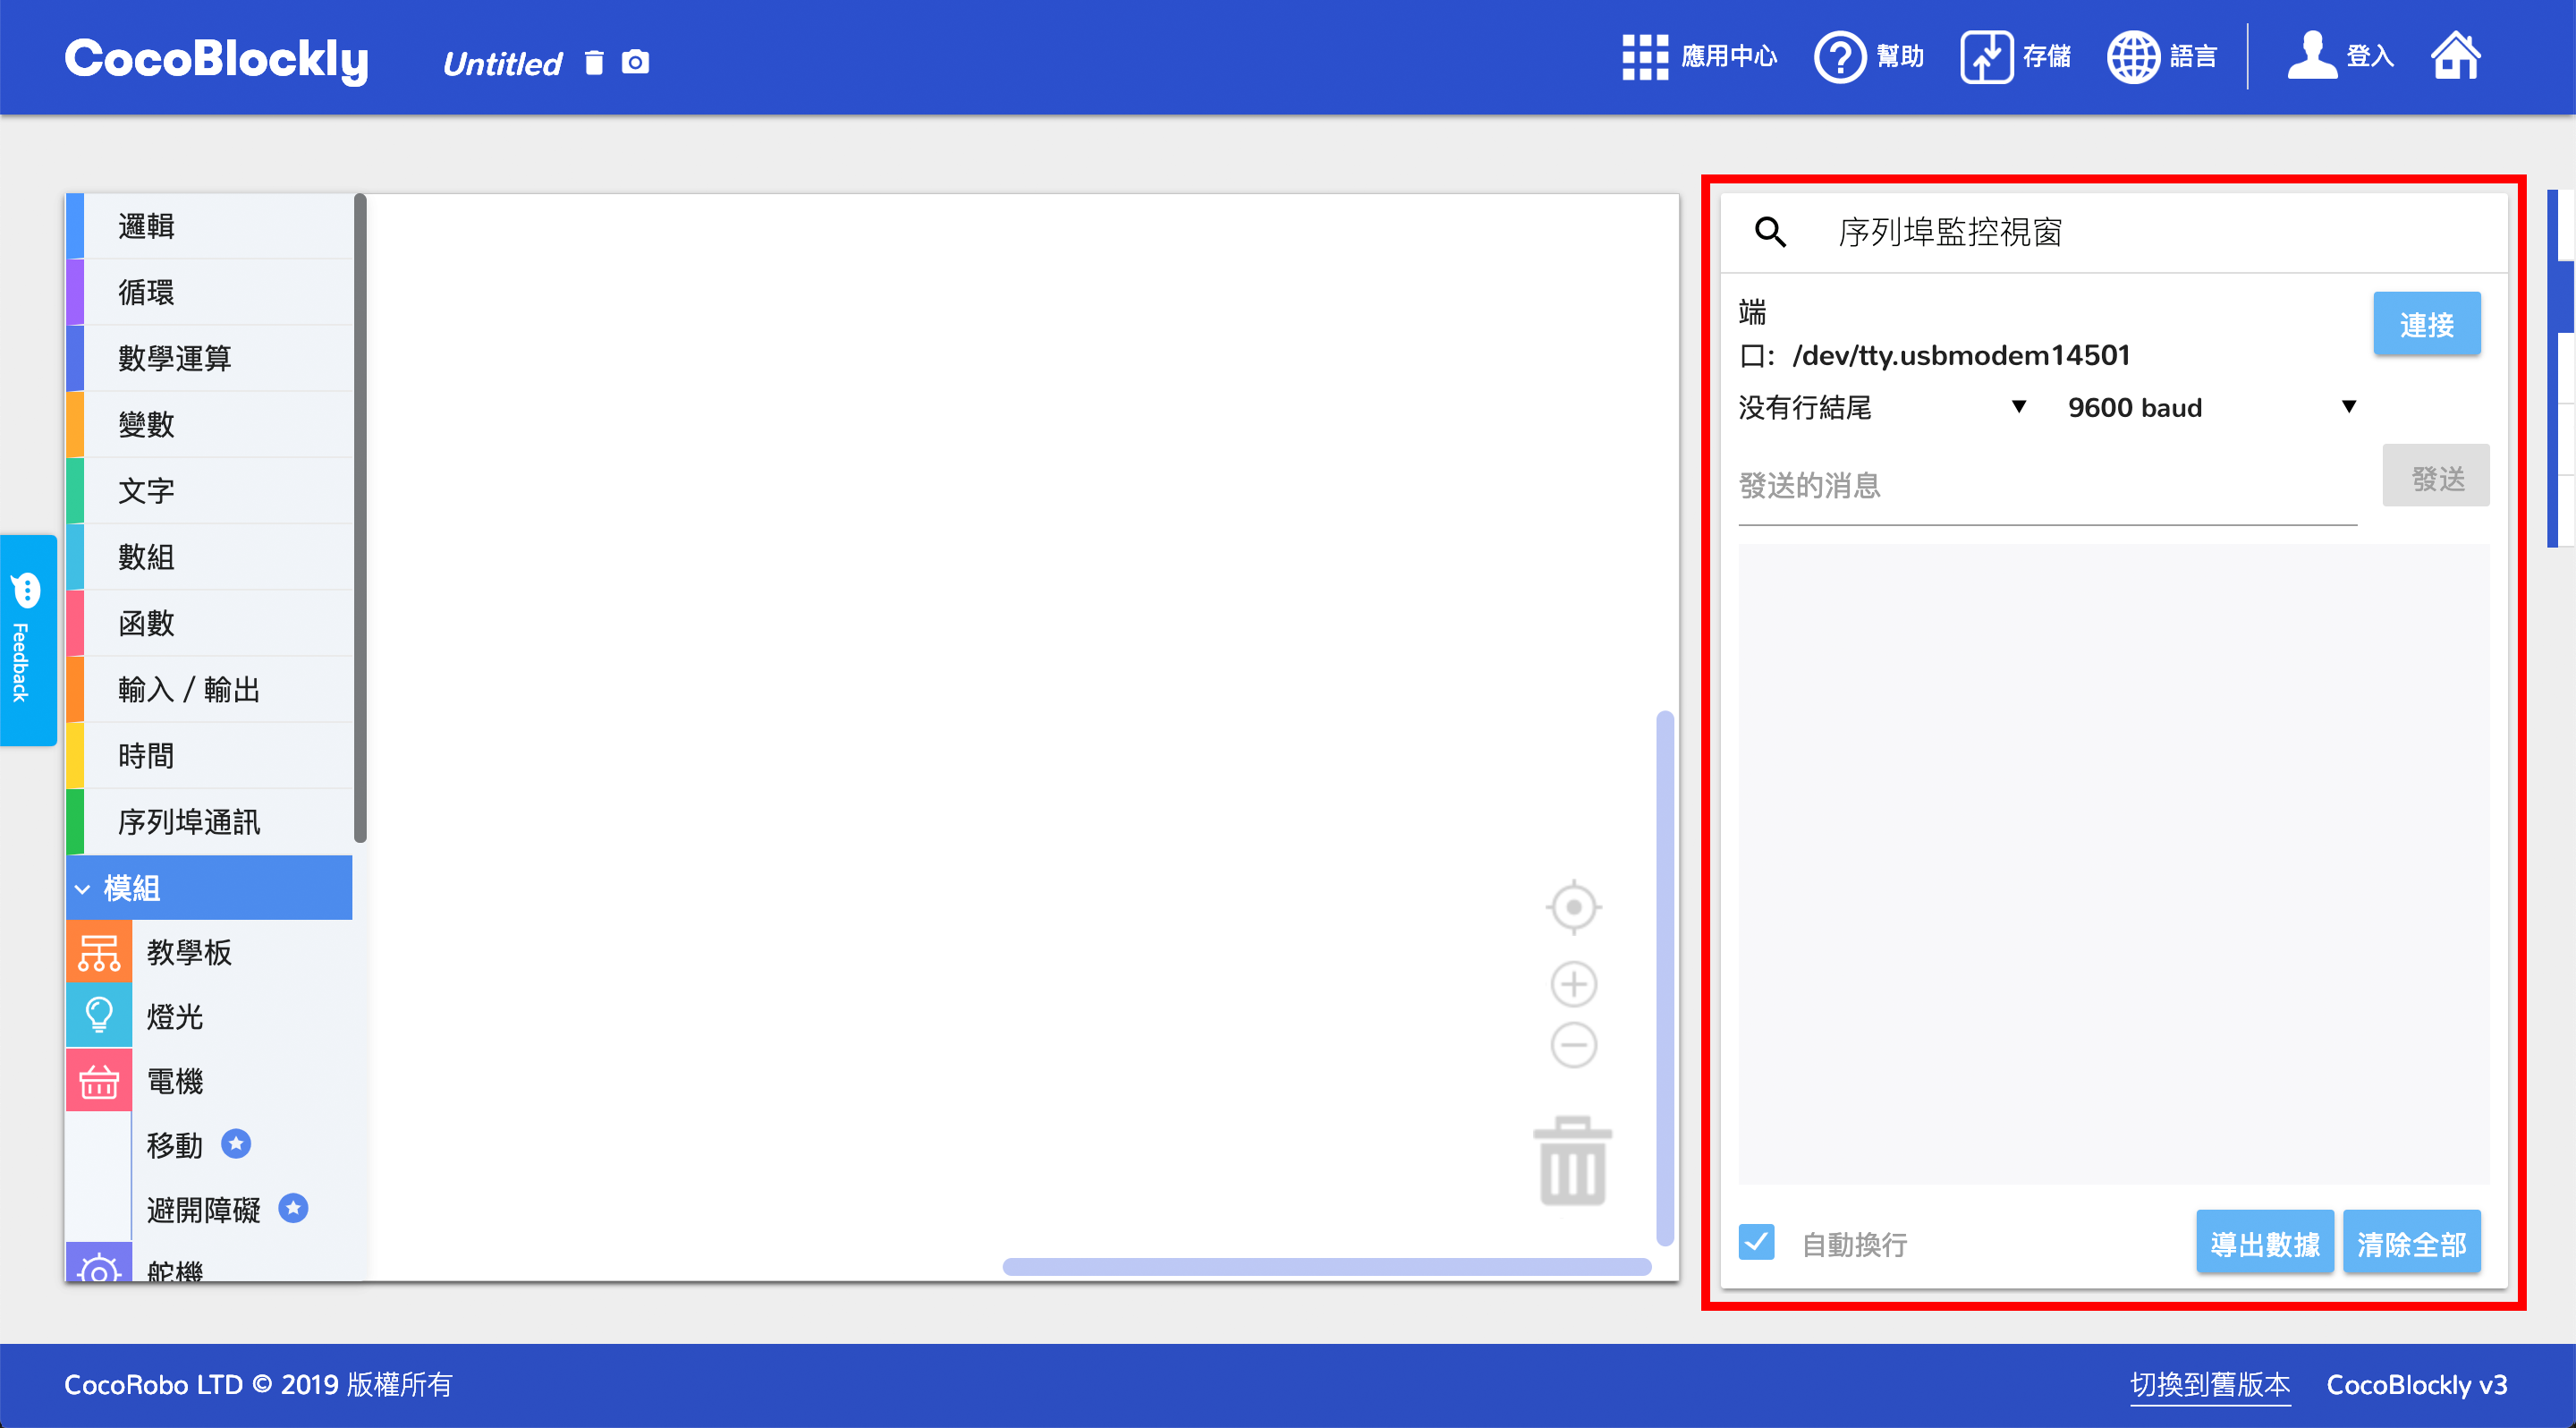 CocoBlockly
Untitled
應用中心
幫助
存儲
語言
登入
Feedback
邏輯
循環
數學運算
變數
文字
數組
函數
輸入 / 輸出
時間
序列埠通訊
模組
教學板
燈光
電機
移動
避開障礙
舵機
序列埠監控視窗
端
口: /dev/tty.usbmodem14501
連接
没有行結尾
9600 baud
發送的消息
發送
自動換行
導出數據
清除全部
CocoRobo LTD © 2019 版權所有
切換到舊版本
CocoBlockly v3